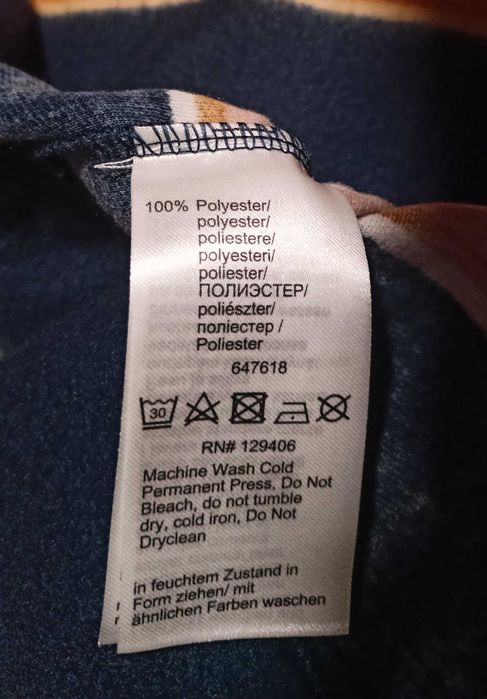 100% Polyester/
polyester/
poliestere/
polyesteri/
poliester/
ПОЛИЭСТЕР/
poliészter/
поліестер /
Poliester
647618
30
RN# 129406
Machine Wash Cold
Permanent Press, Do Not
Bleach, do not tumble
dry, cold iron, Do Not
Dryclean
in feuchtem Zustand in
Form ziehen/ mit
ähnlichen Farben waschen